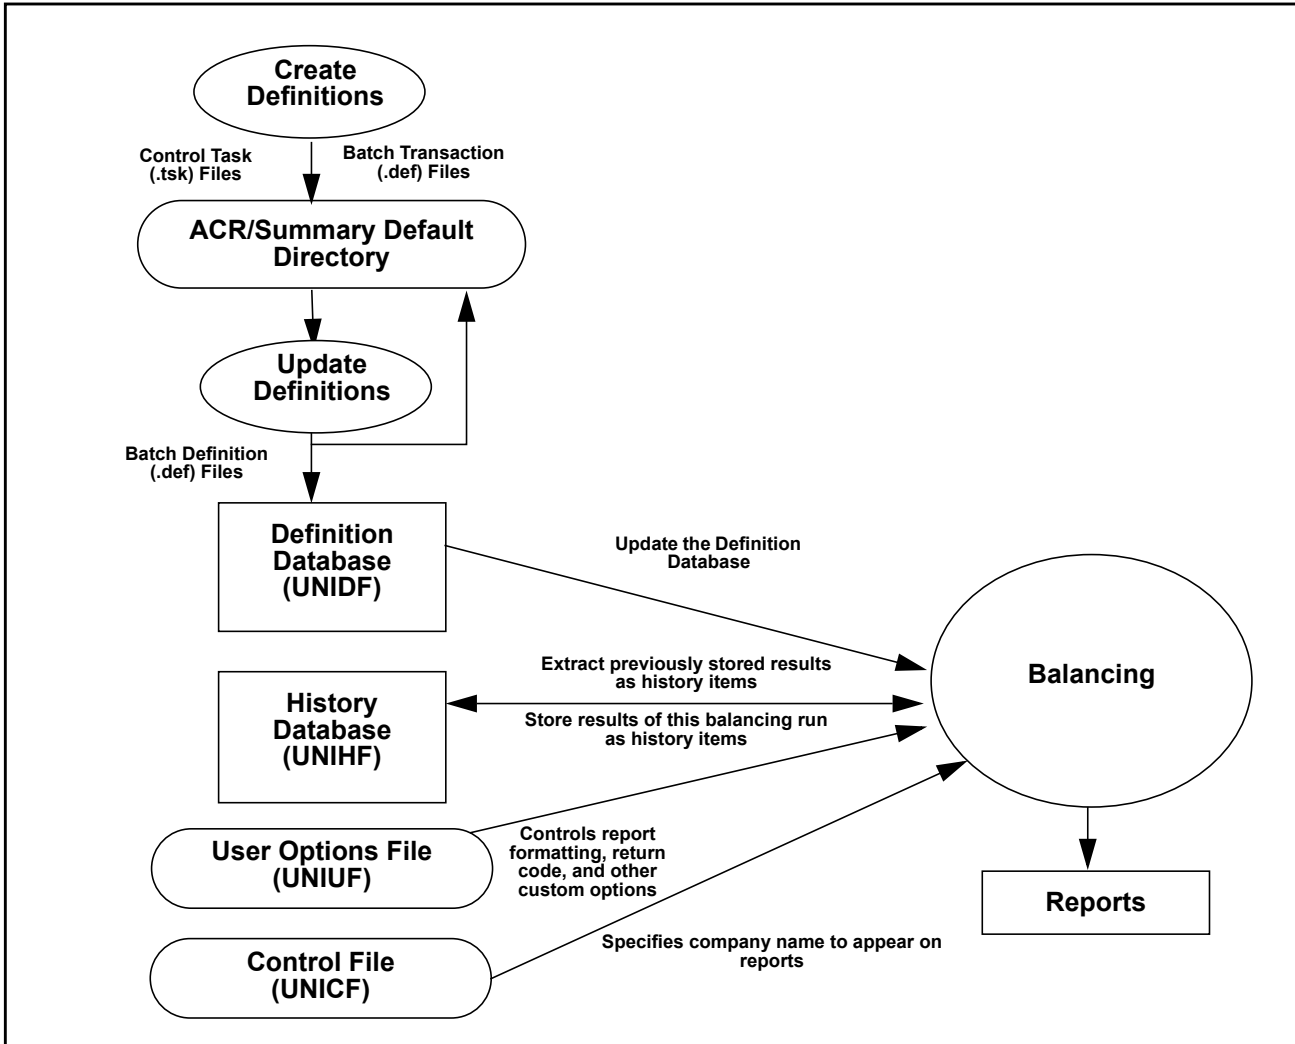 Create
Definitions
Control Task
(.tsk) Files
Batch Transaction
(.def) Files
ACR/Summary Default
Directory
Update
Definitions
Batch Definition
(.def) Files
Definition
Database
(UNIDF)
Update the Definition
Database
Extract previously stored results
as history items
Balancing
History
Database
(UNIHF)
Store results of this balancing run
as history items
User Options File
(UNIUF)
Controls report
formatting, return
code, and other
custom options
Reports
Control File
(UNICF)
Specifies company name to appear on
reports